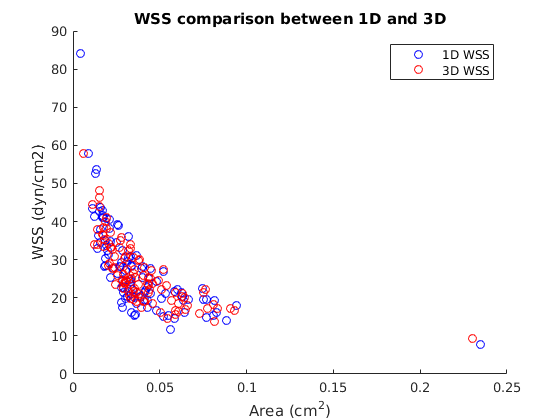 WSS comparison between 1D and 3D
90
80
70
60
50
40
30
20
10
0
WSS (dyn/cm2)
1D WSS
3D WSS
0 0.05 0.1 0.15 0.2 0.25
Area (cm²)